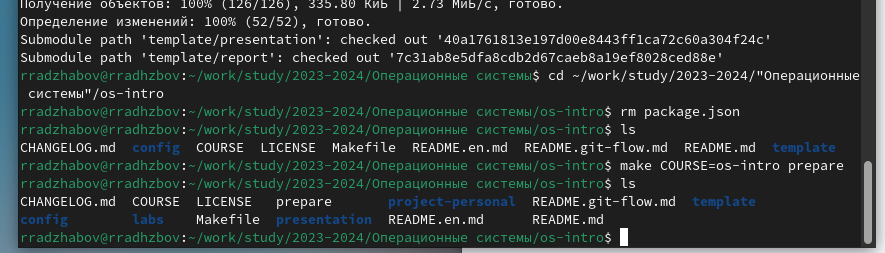 Получение объектов: 100% (126/126), 335.80 КиБ | 2.73 МиБ/с, готово.
Определение изменений: 100% (52/52), готово.
Submodule path 'template/presentation': checked out '40a1761813e197d00e8443ff1ca72c60a304f24c'
Submodule path 'template/report': checked out '7c31ab8e5dfa8cdb2d67caeb8a19ef8028ced88e'
rradzhabov@rradhzbov:~/work/study/2023-2024/Операционные системы$ cd ~/work/study/2023-2024/"Операционные
системы"/os-intro
rradzhabov@rradhzbov:~/work/study/2023-2024/Операционные системы/os-intro$ rm package.json
rradzhabov@rradhzbov:~/work/study/2023-2024/Операционные системы/os-intro$ ls
CHANGELOG.md config COURSE LICENSE Makefile README.en.md README.git-flow.md README.md template
rradzhabov@rradhzbov:~/work/study/2023-2024/Операционные системы/os-intro$ make COURSE=os-intro prepare
rradzhabov@rradhzbov:~/work/study/2023-2024/Операционные системы/os-intro$ ls
CHANGELOG.md COURSE LICENSE prepare project-personal README.git-flow.md template
config labs Makefile presentation README.en.md README.md
rradzhabov@rradhzbov:~/work/study/2023-2024/Операционные системы/os-intro$